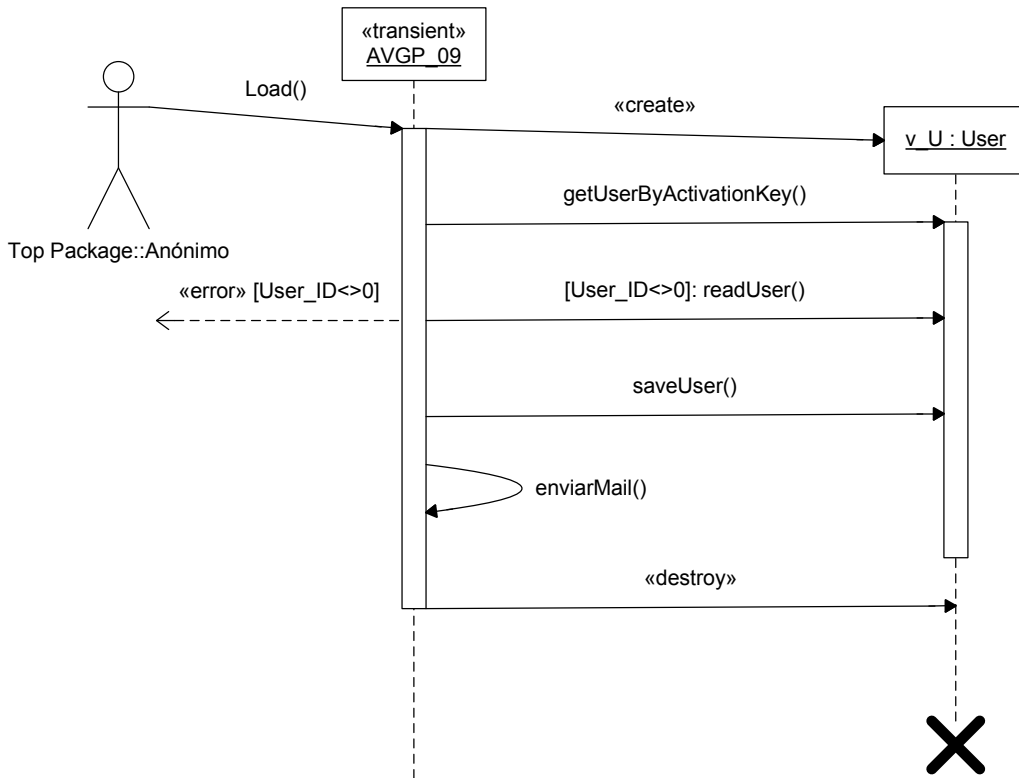 «transient»
AVGP_09
Load()
«create»
v_U : User
getUserByActivationKey()
Top Package::Anónimo
«error» [User_ID<>0]
[User_ID<>0]: readUser()
saveUser()
enviarMail()
«destroy»